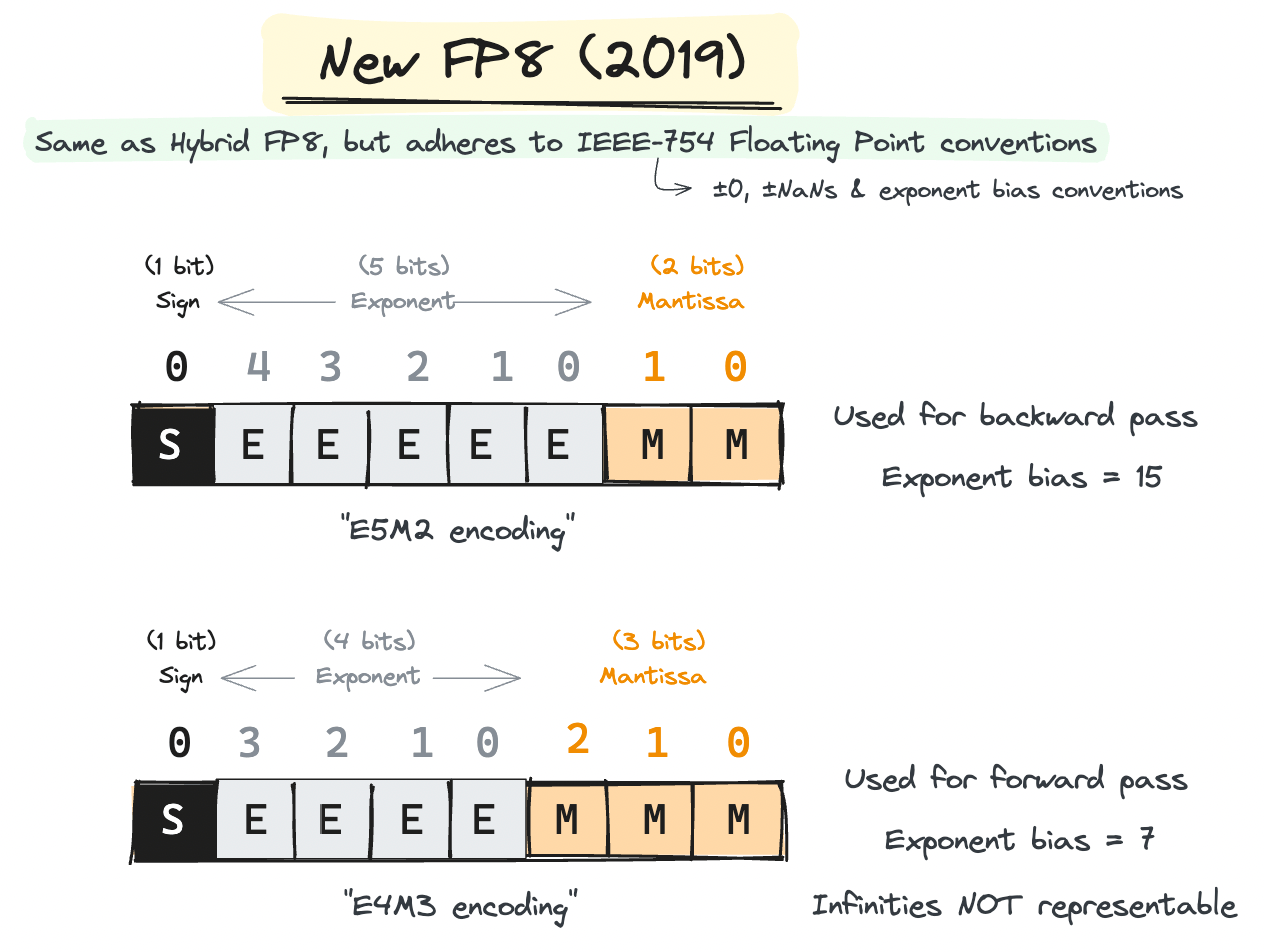 New FP8 (2019)
Same as Hybrid FP8, but adheres to IEEE-754 Floating Point conventions
±0, ±NaNs & exponent bias conventions
(1 bit) (5 bits) (2 bits)
Sign Exponent Mantissa
0 4 3 2 1 0 1 0
S E E E E E M M
Used for backward pass
Exponent bias = 15
"E5M2 encoding"
(1 bit) (4 bits) (3 bits)
Sign Exponent Mantissa
0 3 2 1 0 2 1 0
S E E E E M M M
Used for forward pass
Exponent bias = 7
Infinities NOT representable
"E4M3 encoding"